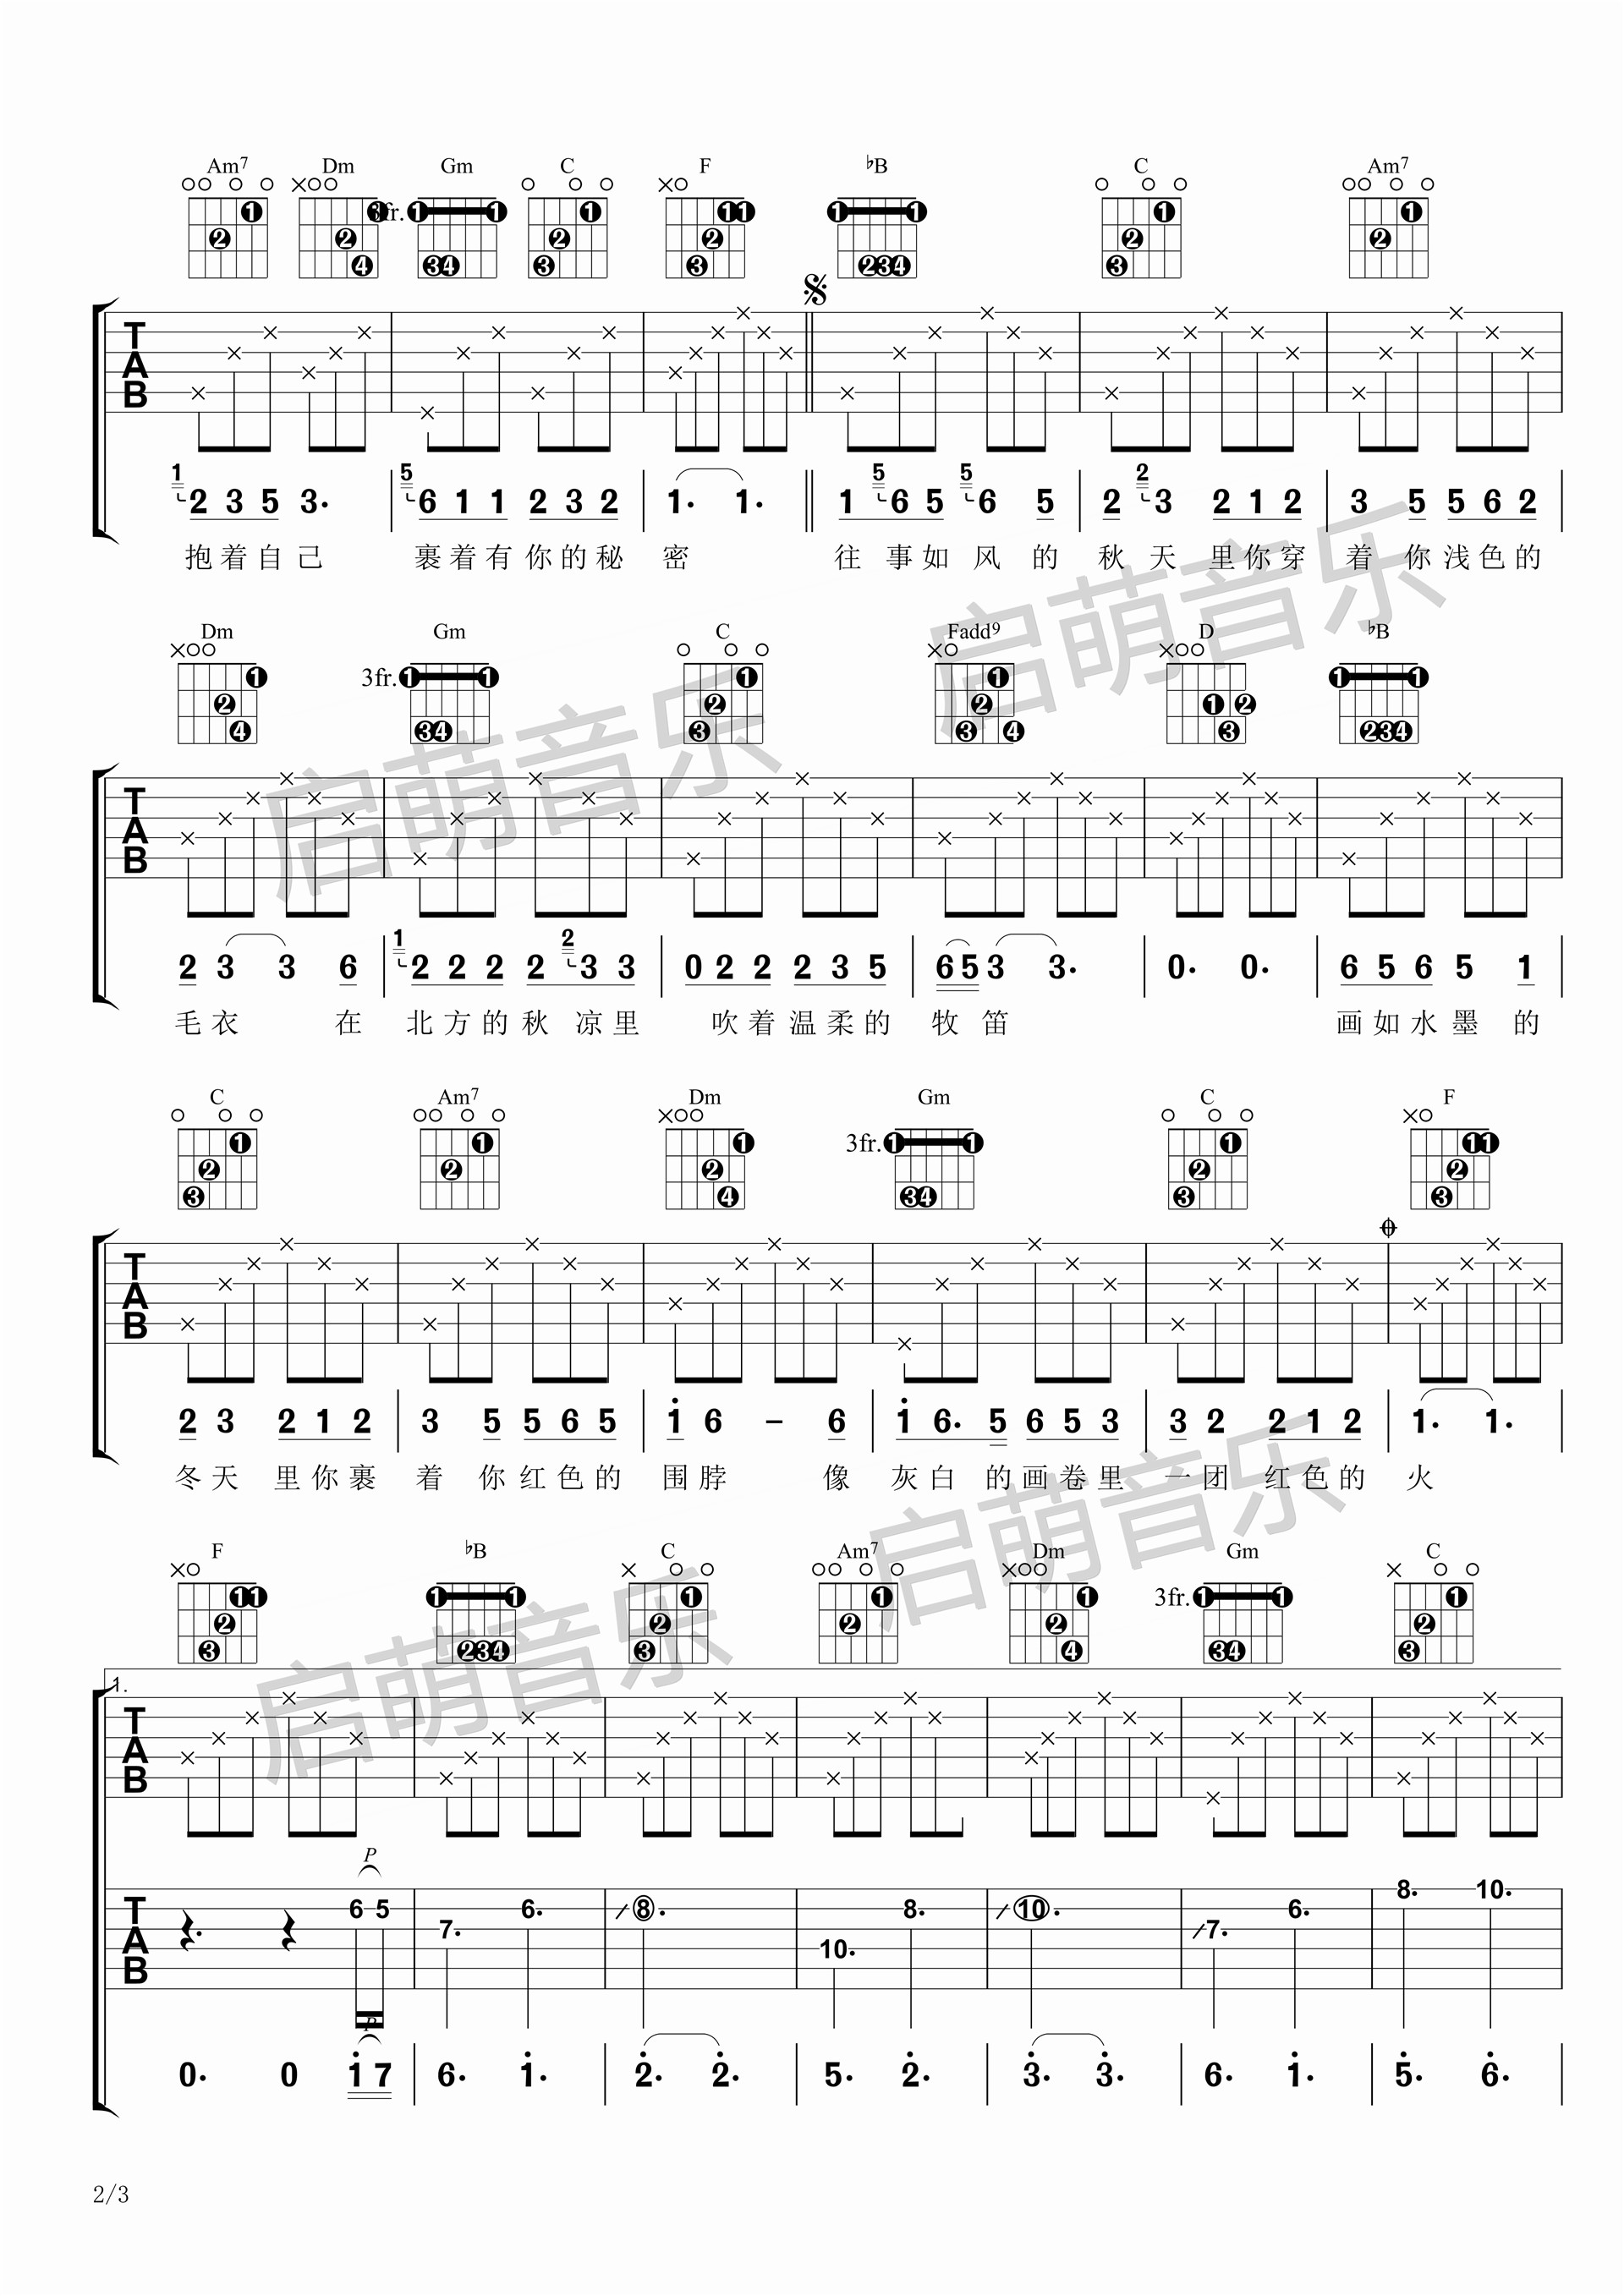 Am7 Dm Gm C F ♭B C Am7
3fr.
T A B
1 2 3 5 3. 5 6 1 1 2 3 2 1. 1. 1 5 6 5 5 6 5 2 2 3 2 1 2 3 5 5 6 2
抱着自己 裹着有你的秘密 往事如风的秋天里你穿着你浅色的
Dm Gm C Fadd9 D ♭B
3fr.
T A B
2 3 3 6 1 2 2 2 2 2 3 3 0 2 2 2 3 5 6 5 3 3. 0. 0. 6 5 6 5 1
毛衣 在北方的秋凉里 吹着温柔的牧笛 画如水墨的
C Am7 Dm Gm C F
3fr.
T A B
2 3 2 1 2 3 5 5 6 5 1 6 – 6 1 6. 5 6 5 3 3 2 2 1 2 1. 1.
冬天里你裹着你红色的围脖 像灰白的画卷里一团红色的火
F ♭B C Am7 Dm Gm C
3fr.
1.
T A B
P
6 5 7. 6. 8. 10. 8. 10. 7. 6. 8. 10.
T A B
P
0. 0 1 7 6. 1. 2. 2. 5. 2. 3. 3. 6. 1. 5. 6.
启萌音乐
启萌音乐
启萌音乐
启萌音乐
2/3